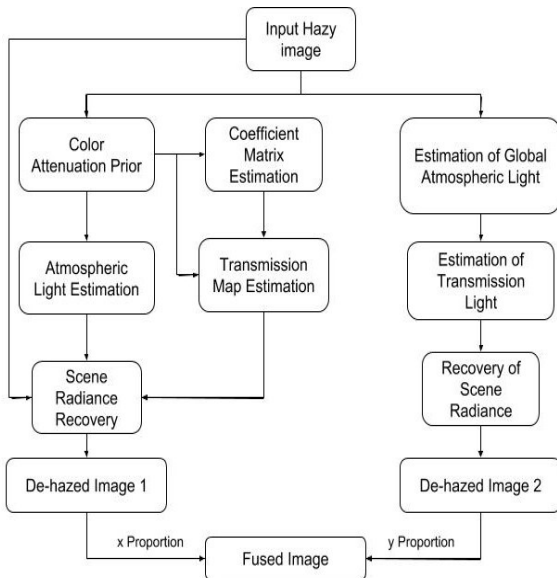 Input Hazy
image
Color
Attenuation Prior
Coefficient
Matrix
Estimation
Estimation of Global
Atmospheric Light
Atmospheric
Light Estimation
Transmission
Map Estimation
Estimation of
Transmission
Light
Scene
Radiance
Recovery
Recovery of
Scene
Radiance
De-hazed Image 1
De-hazed Image 2
x Proportion
y Proportion
Fused Image